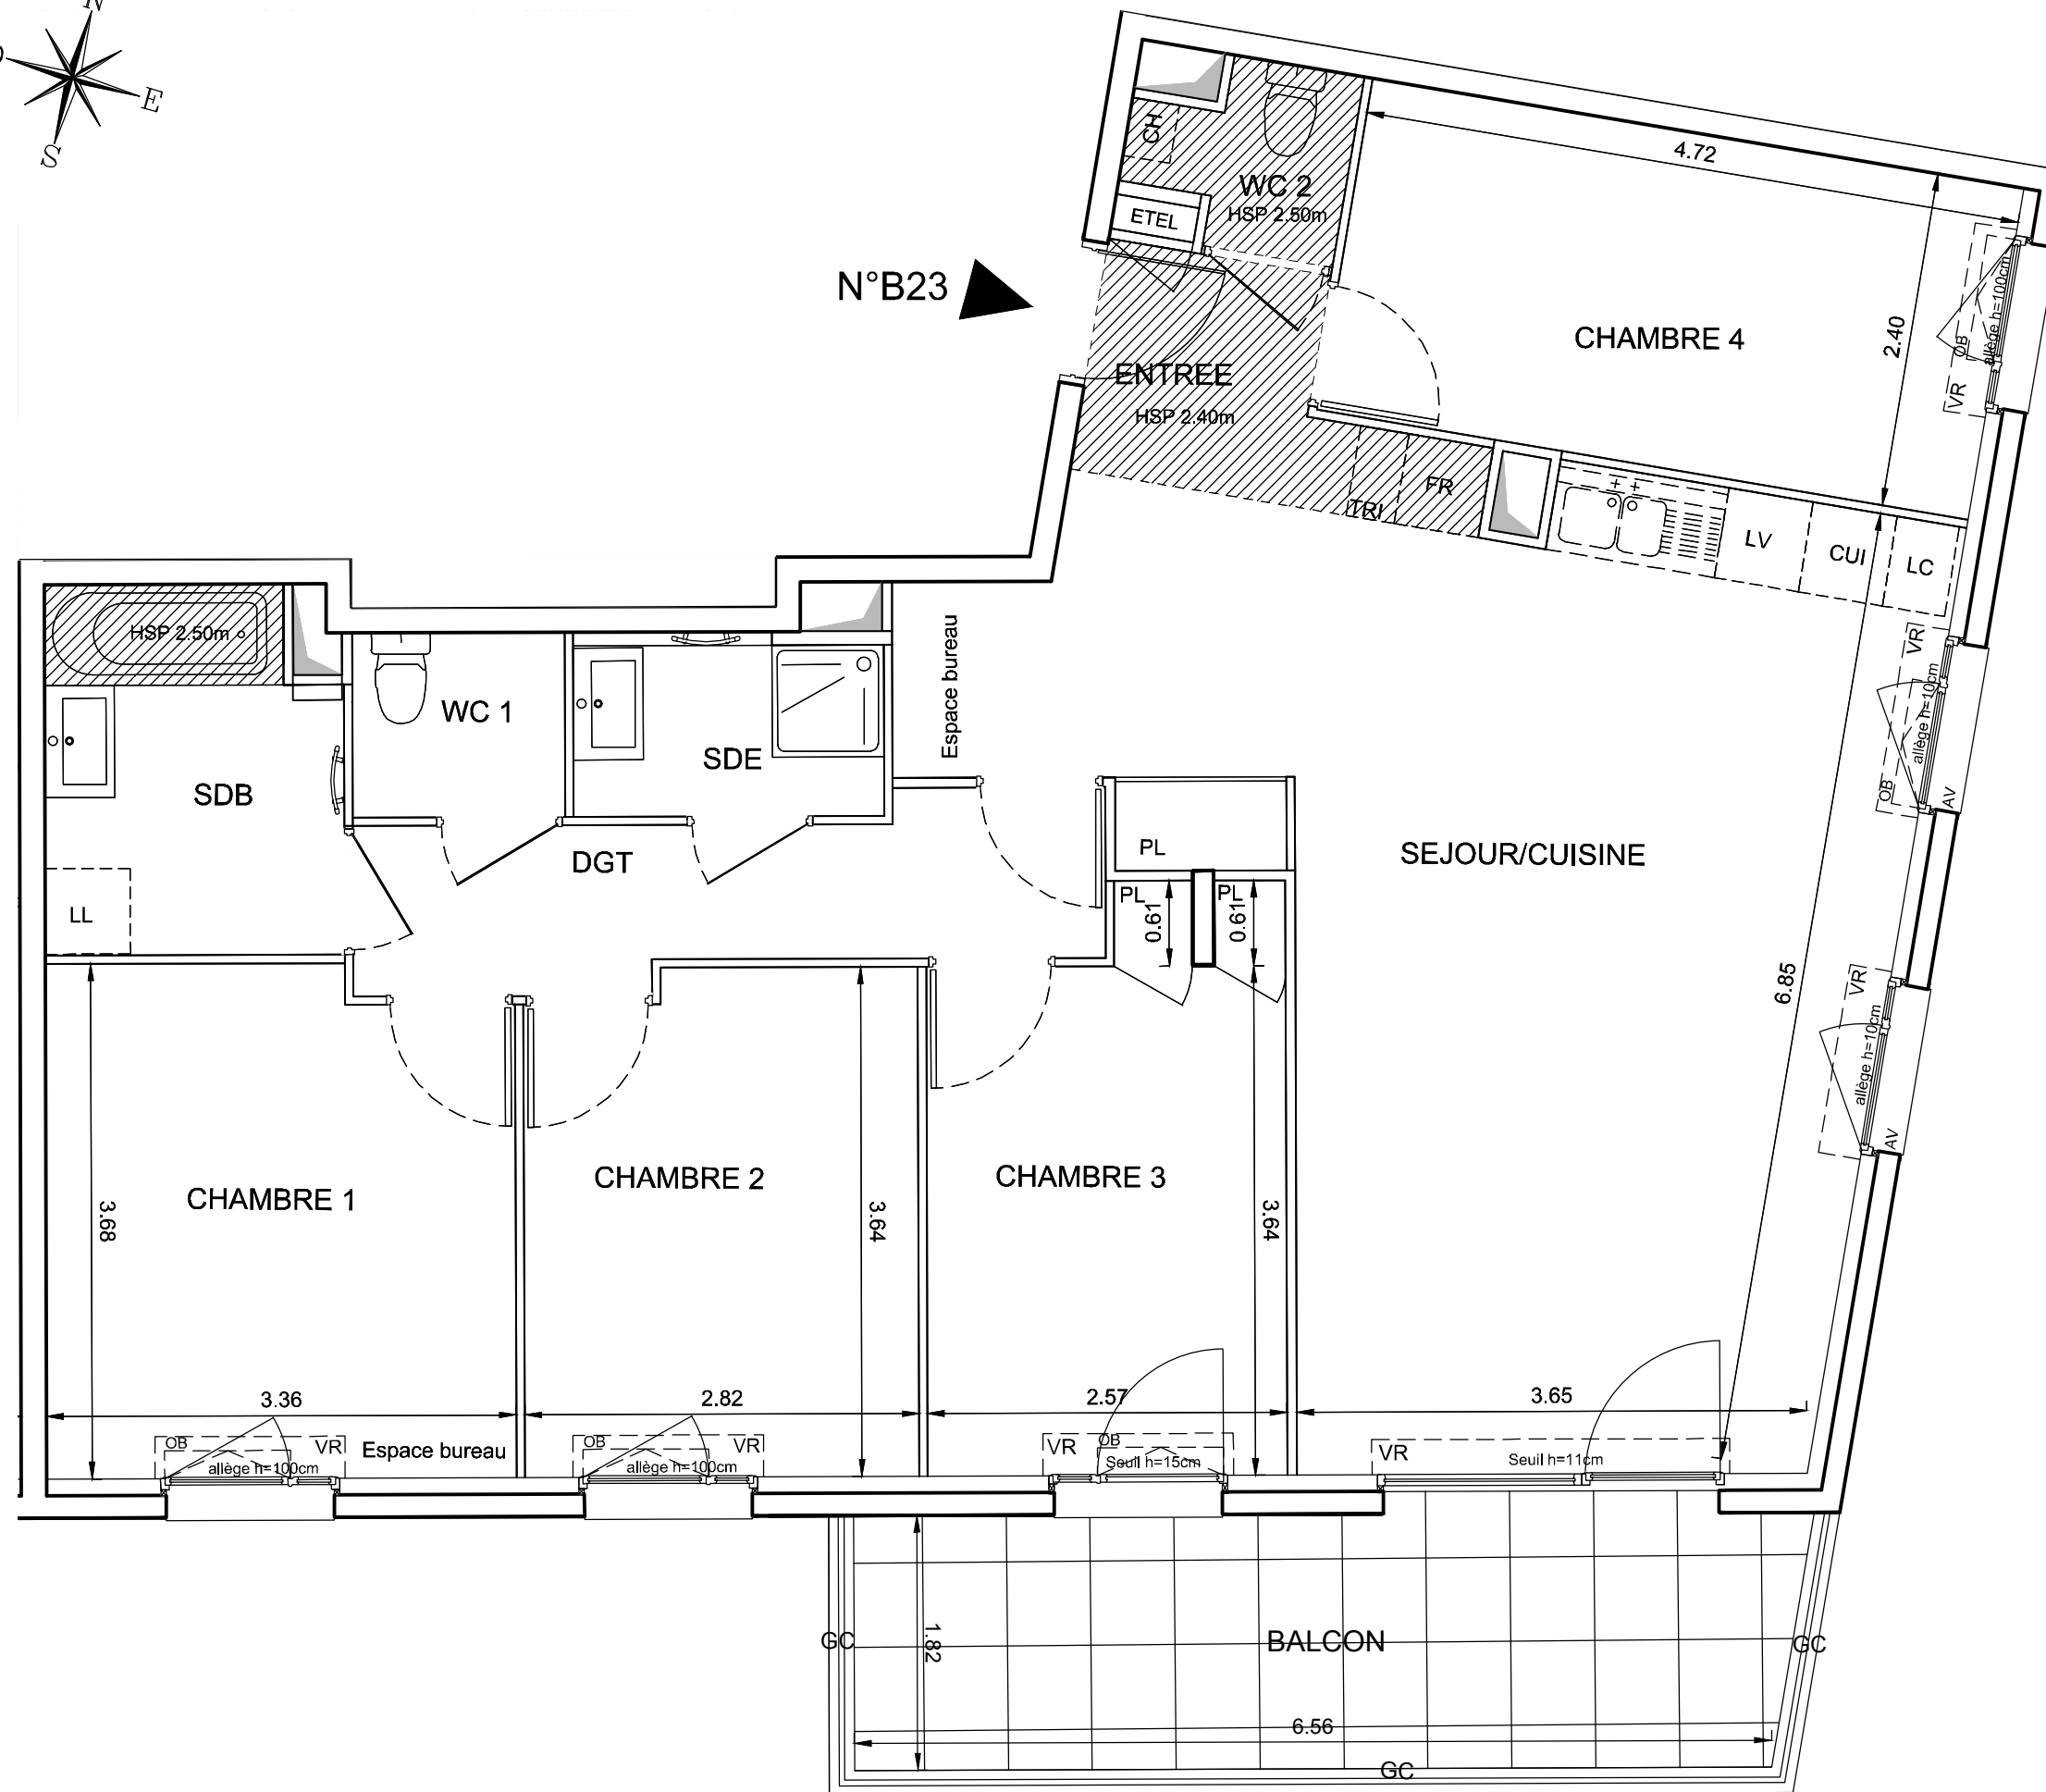 N
E
S
CH
WC 2
HSP 2.50m
ETEL
4.72
N°B23
ENTREE
HSP 2.40m
CHAMBRE 4
2.40
OB
allège h=100cm
VR
TRI
FR
LV
CUI
LC
HSP 2.50m
WC 1
SDE
SDB
LL
DGT
Espace bureau
PL
PL
0.61
PL
0.61
SEJOUR/CUISINE
VR
allège h=10cm
OB
AV
6.85
VR
allège h=10cm
AV
CHAMBRE 1
3.68
CHAMBRE 2
3.64
CHAMBRE 3
3.64
3.36
2.82
2.57
3.65
OB
VR
allège h=100cm
Espace bureau
OB
VR
allège h=100cm
VR
OB
Seuil h=15cm
VR
Seuil h=11cm
GC
1.82
BALCON
GC
6.56
GC